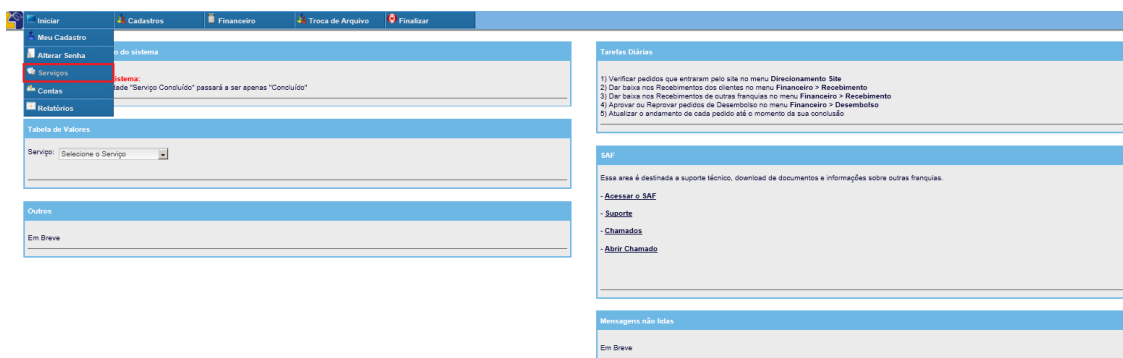 Iniciar
Cadastros
Financeiro
Troca de Arquivo
Finalizar
Meu Cadastro
Alterar Senha
Serviços
Contas
Relatórios
o do sistema
istema:
dade "Serviço Concluído" passará a ser apenas "Concluído"
Tabela de Valores
Serviço: Selecione o Serviço
Outros
Em Breve
Tarefas Diárias
1) Verificar pedidos que entraram pelo site no menu Direcionamento Site
2) Dar baixa nos Recebimentos dos clientes no menu Financeiro > Recebimento
3) Dar baixa nos Recebimentos de outras franquias no menu Financeiro > Recebimento
4) Aprovar ou Reprovar pedidos de Desembolso no menu Financeiro > Desembolso
5) Atualizar o andamento de cada pedido até o momento da sua conclusão
SAF
Essa area é destinada a suporte técnico, download de documentos e informações sobre outras franquias.
- Acessar o SAF
- Suporte
- Chamados
- Abrir Chamado
Mensagens não lidas
Em Breve